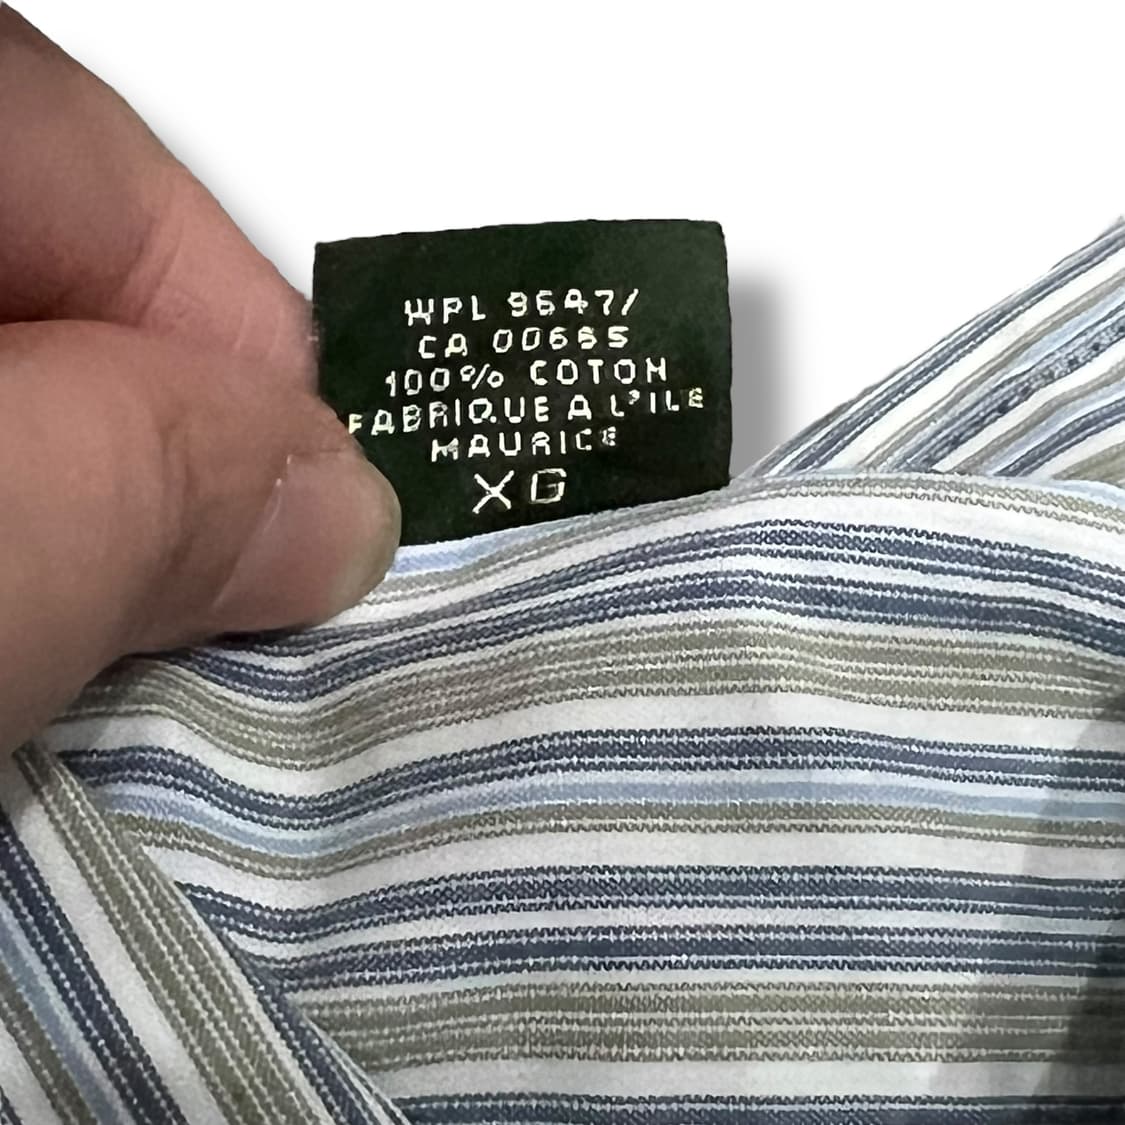 WPL 9647/
CA 00665
100% COTON
FABRIQUE A L'ILE
MAURICE
XG